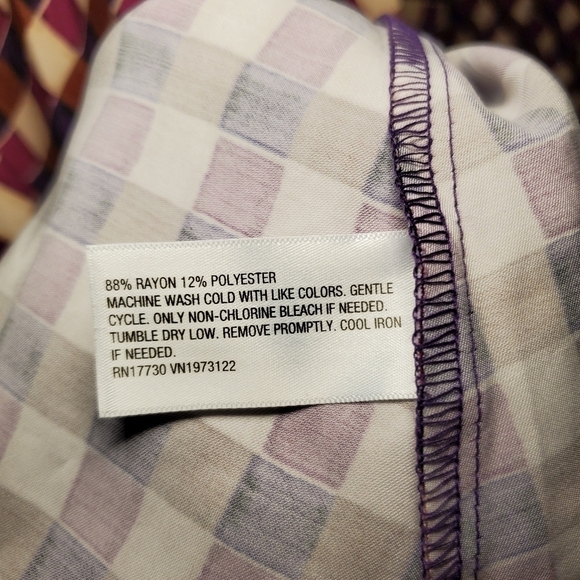 88% RAYON 12% POLYESTER
MACHINE WASH COLD WITH LIKE COLORS. GENTLE
CYCLE. ONLY NON-CHLORINE BLEACH IF NEEDED.
TUMBLE DRY LOW. REMOVE PROMPTLY. COOL IRON
IF NEEDED.
RN17730 VN1973122